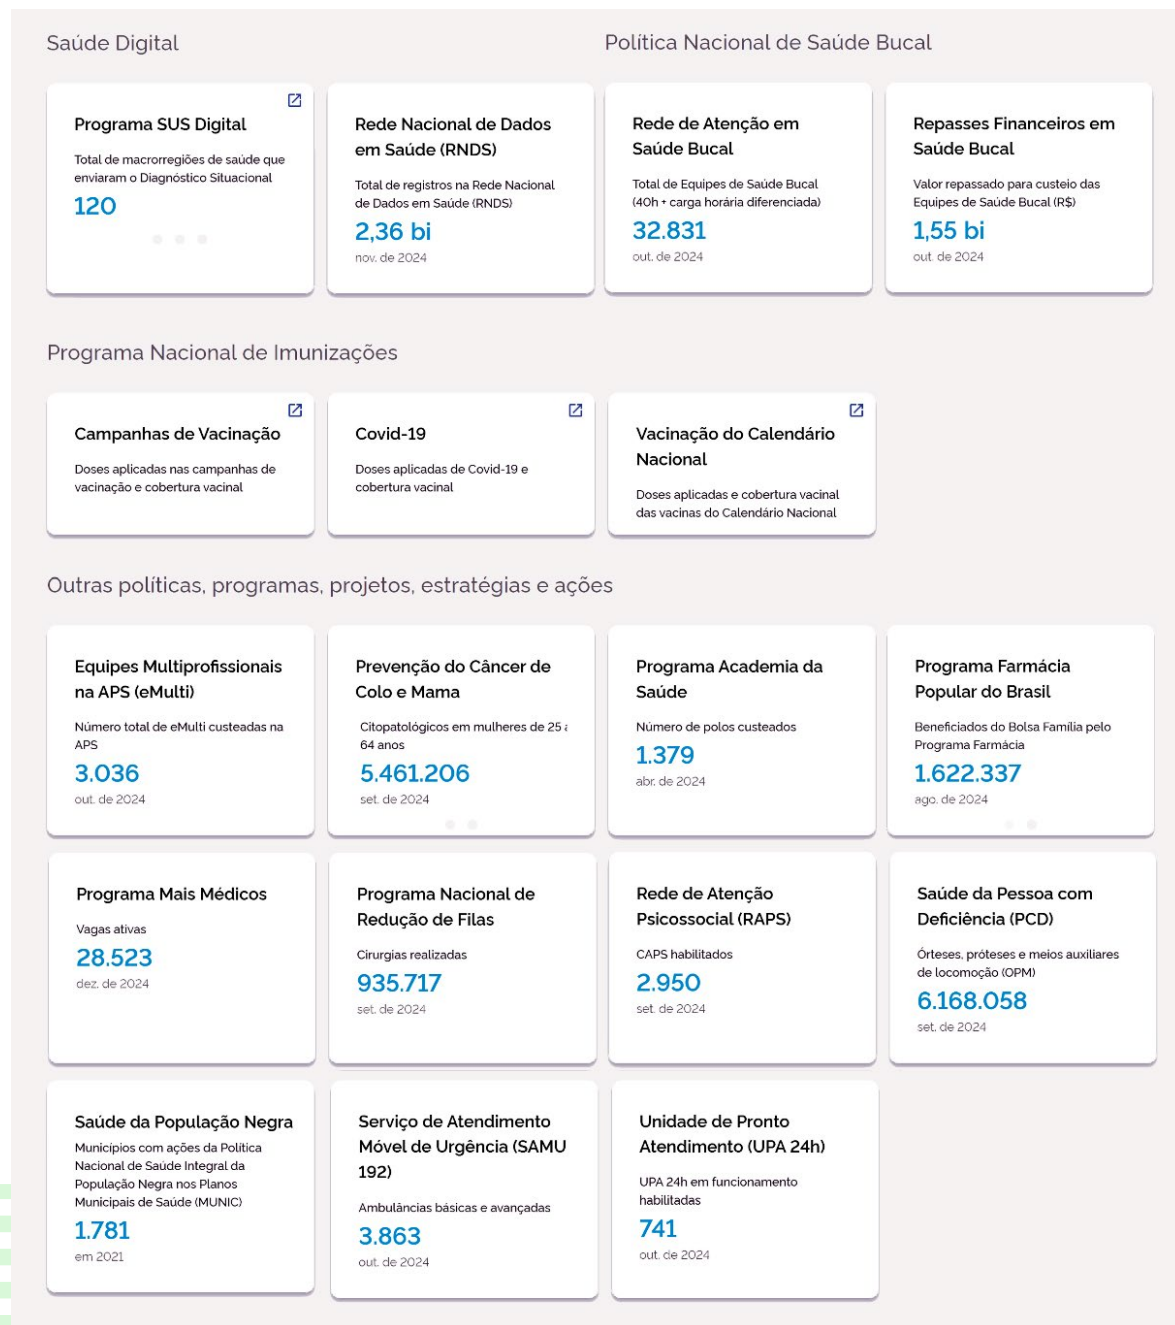 Saúde Digital
Programa SUS Digital
Total de macrorregiões de saúde que
enviaram o Diagnóstico Situacional
120
Rede Nacional de Dados
em Saúde (RNDS)
Total de registros na Rede Nacional
de Dados em Saúde (RNDS)
2,36 bi
nov. de 2024
Política Nacional de Saúde Bucal
Rede de Atenção em
Saúde Bucal
Total de Equipes de Saúde Bucal
(40h + carga horária diferenciada)
32.831
out. de 2024
Repasses Financeiros em
Saúde Bucal
Valor repassado para custeio das
Equipes de Saúde Bucal (R$)
1,55 bi
out. de 2024
Programa Nacional de Imunizações
Campanhas de Vacinação
Doses aplicadas nas campanhas de
vacinação e cobertura vacinal
Covid-19
Doses aplicadas de Covid-19 e
cobertura vacinal
Vacinação do Calendário
Nacional
Doses aplicadas e cobertura vacinal
das vacinas do Calendário Nacional
Outras políticas, programas, projetos, estratégias e ações
Equipes Multiprofissionais
na APS (eMulti)
Número total de eMulti custeadas na
APS
3.036
out. de 2024
Prevenção do Câncer de
Colo e Mama
Citopatológicos em mulheres de 25 a
64 anos
5.461.206
set. de 2024
Programa Academia da
Saúde
Número de polos custeados
1.379
abr. de 2024
Programa Farmácia
Popular do Brasil
Beneficiados do Bolsa Família pelo
Programa Farmácia
1.622.337
ago. de 2024
Programa Mais Médicos
Vagas ativas
28.523
dez. de 2024
Programa Nacional de
Redução de Filas
Cirurgias realizadas
935.717
set. de 2024
Rede de Atenção
Psicossocial (RAPS)
CAPS habilitados
2.950
set. de 2024
Saúde da Pessoa com
Deficiência (PCD)
Órteses, próteses e meios auxiliares
de locomoção (OPM)
6.168.058
set. de 2024
Saúde da População Negra
Municípios com ações da Política
Nacional de Saúde Integral da
População Negra nos Planos
Municipais de Saúde (MUNIC)
1.781
em 2021
Serviço de Atendimento
Móvel de Urgência (SAMU
192)
Ambulâncias básicas e avançadas
3.863
out. de 2024
Unidade de Pronto
Atendimento (UPA 24h)
UPA 24h em funcionamento
habilitadas
741
out. de 2024